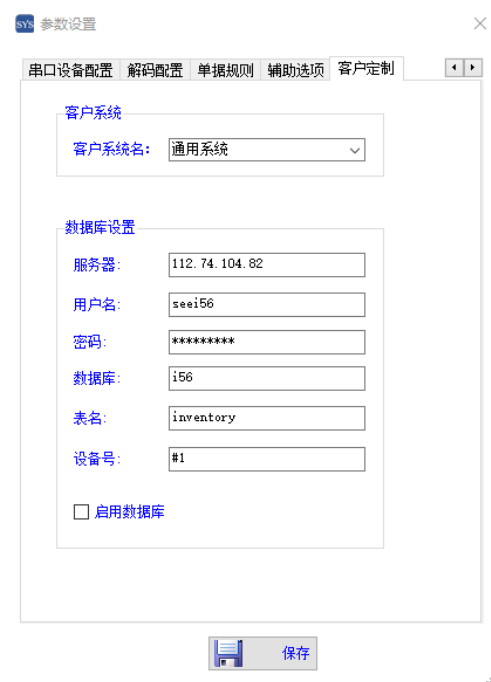 SYS 参数设置
串口设备配置 解码配置 单据规则 辅助选项 客户定制
客户系统
客户系统名： 通用系统
数据库设置
服务器: 112.74.104.82
用户名: seei56
密码: *********
数据库: i56
表名: inventory
设备号: #1
启用数据库
保存